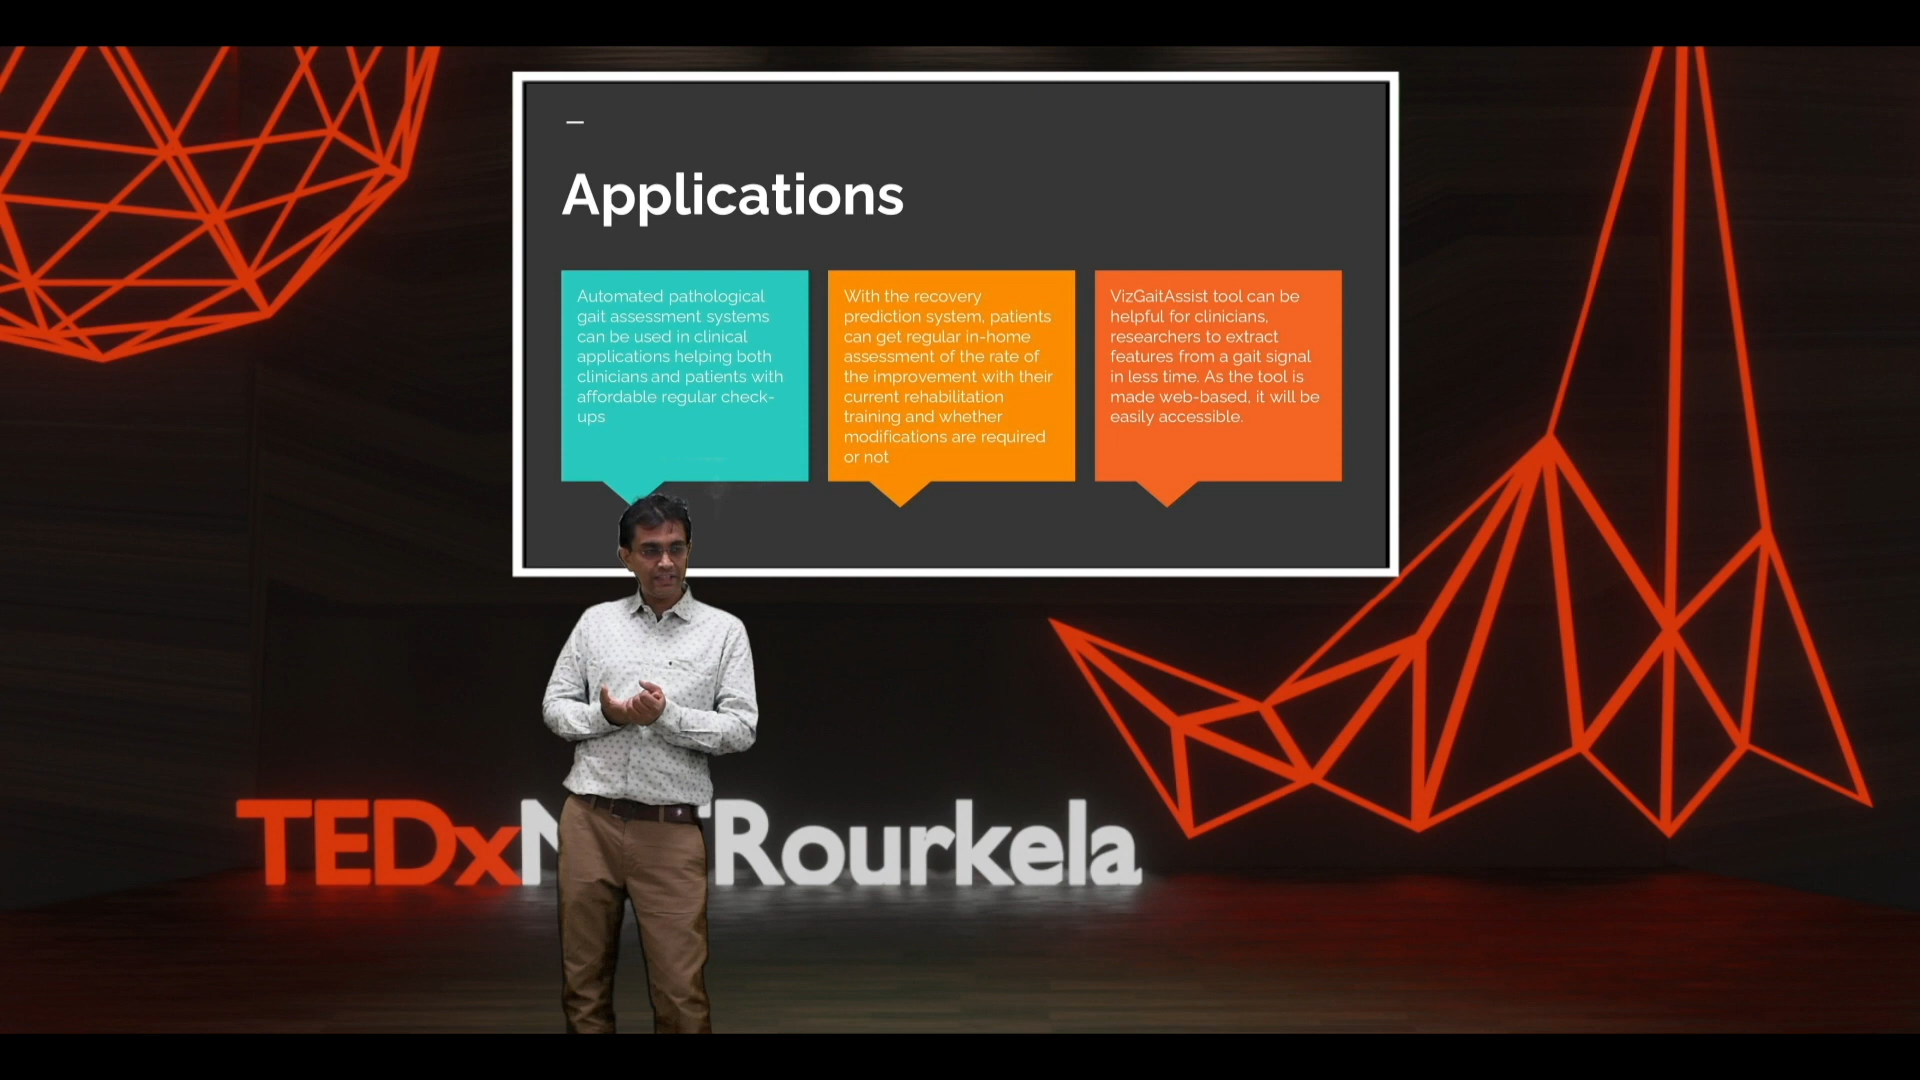 Applications
Automated pathological
gait assessment systems
can be used in clinical
applications helping both
clinicians and patients with
affordable regular check-
ups
With the recovery
prediction system, patients
can get regular in-home
assessment of the rate of
the improvement with their
current rehabilitation
training and whether
modifications are required
or not
VizGaitAssist tool can be
helpful for clinicians,
researchers to extract
features from a gait signal
in less time. As the tool is
made web-based, it will be
easily accessible.
TEDxN TRourkela